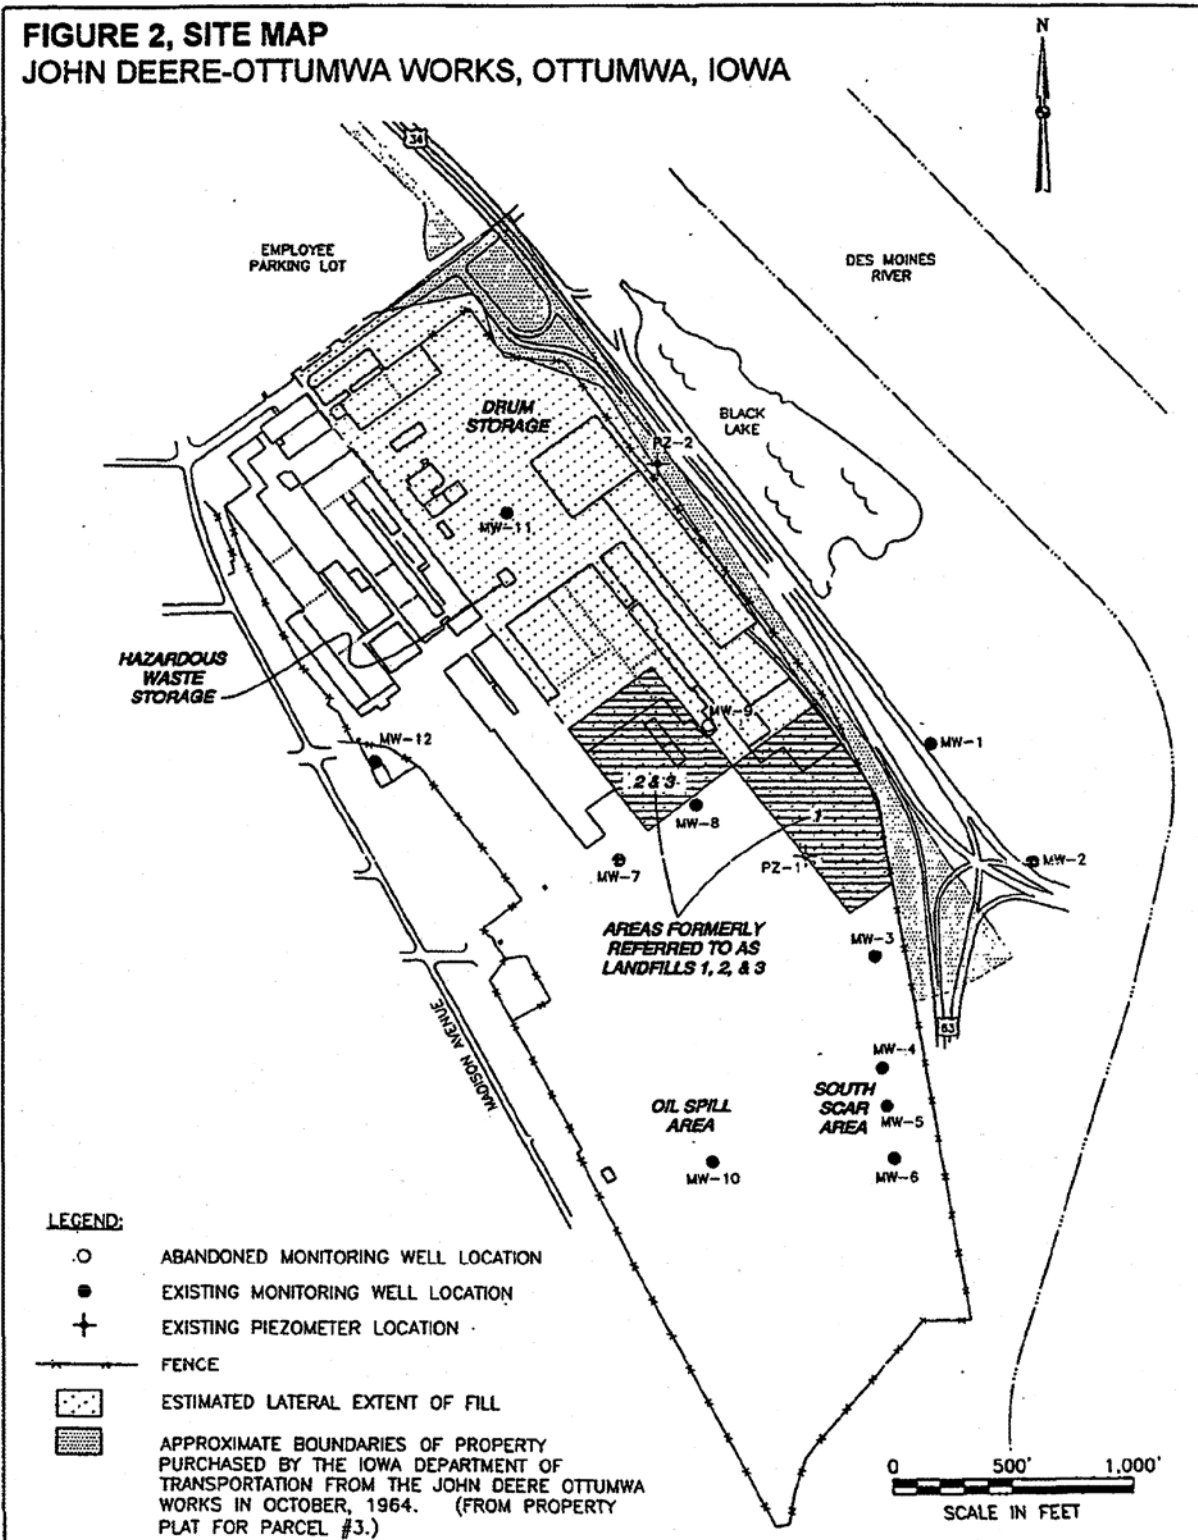 FIGURE 2, SITE MAP
JOHN DEERE-OTTUMWA WORKS, OTTUMWA, IOWA
N
34
EMPLOYEE
PARKING LOT
DES MOINES
RIVER
BLACK
LAKE
DRUM
STORAGE
PZ-2
MW-11
HAZARDOUS
WASTE
STORAGE
MW-9
MW-12
MW-1
2 & 3
1
MW-8
MW-7
PZ-1
MW-2
AREAS FORMERLY
REFERRED TO AS
LANDFILLS 1, 2, & 3
MW-3
63
MADISON AVENUE
MW-4
OIL SPILL
AREA
SOUTH
SCAR
AREA
MW-5
MW-10
MW-6
LEGEND:
ABANDONED MONITORING WELL LOCATION
EXISTING MONITORING WELL LOCATION
EXISTING PIEZOMETER LOCATION
FENCE
ESTIMATED LATERAL EXTENT OF FILL
APPROXIMATE BOUNDARIES OF PROPERTY
PURCHASED BY THE IOWA DEPARTMENT OF
TRANSPORTATION FROM THE JOHN DEERE OTTUMWA
WORKS IN OCTOBER, 1964. (FROM PROPERTY
PLAT FOR PARCEL #3.)
0 500' 1,000'
SCALE IN FEET